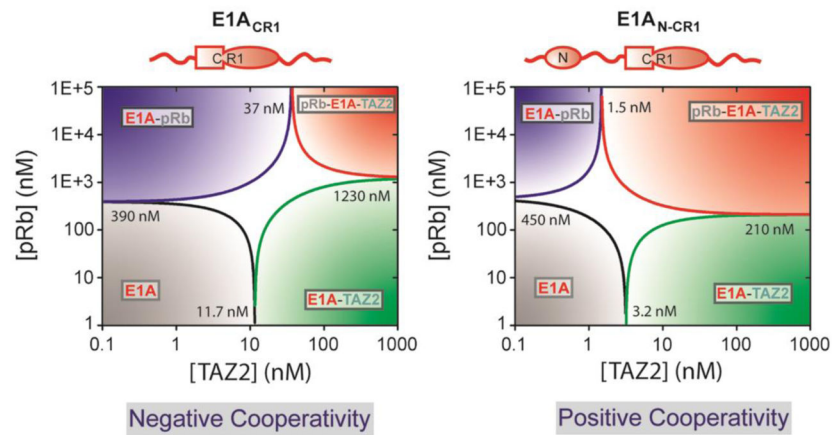 E1A_CR1
E1A_N-CR1
CR1
N
CR1
[pRb] (nM)
1E+5
1E+4
1E+3
100
10
1
E1A-pRb
37 nM
pRb-E1A-TAZ2
390 nM
1230 nM
E1A
11.7 nM
E1A-TAZ2
0.1
1
10
100
1000
[TAZ2] (nM)
Negative Cooperativity
[pRb] (nM)
1E+5
1E+4
1E+3
100
10
1
E1A-pRb
1.5 nM
pRb-E1A-TAZ2
450 nM
210 nM
E1A
3.2 nM
E1A-TAZ2
0.1
1
10
100
1000
[TAZ2] (nM)
Positive Cooperativity